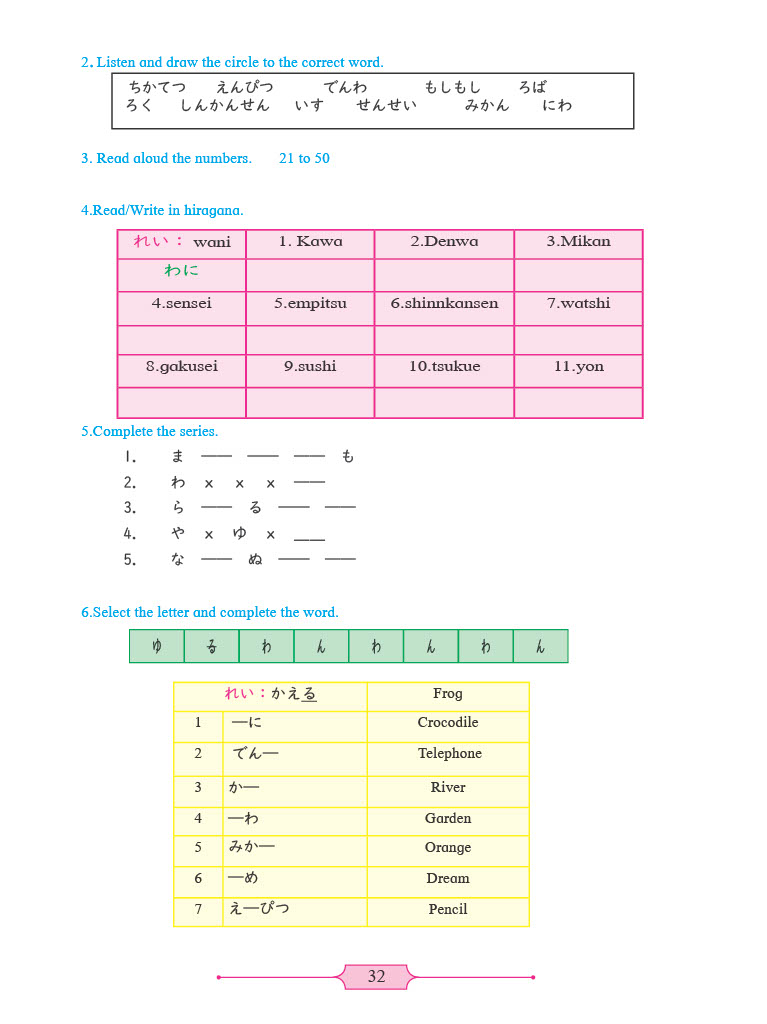 2. Listen and draw the circle to the correct word.
ちかてつ えんぴつ でんわ もしもし ろば
ろく しんかんせん いす せんせい みかん にわ
3. Read aloud the numbers. 21 to 50
4.Read/Write in hiragana.
れい： wani 1. Kawa 2.Denwa 3.Mikan
わに
4.sensei 5.empitsu 6.shinnkansen 7.watshi
8.gakusei 9.sushi 10.tsukue 11.yon
5.Complete the series.
1. ま — — — も
2. わ x x x —
3. ら — る — —
4. や x ゆ x __
5. な — ぬ — —
6.Select the letter and complete the word.
ゆ る わ ん わ ん わ ん
れい：かえる Frog
1 —に Crocodile
2 でん— Telephone
3 か— River
4 —わ Garden
5 みか— Orange
6 —め Dream
7 え—ぴつ Pencil
32